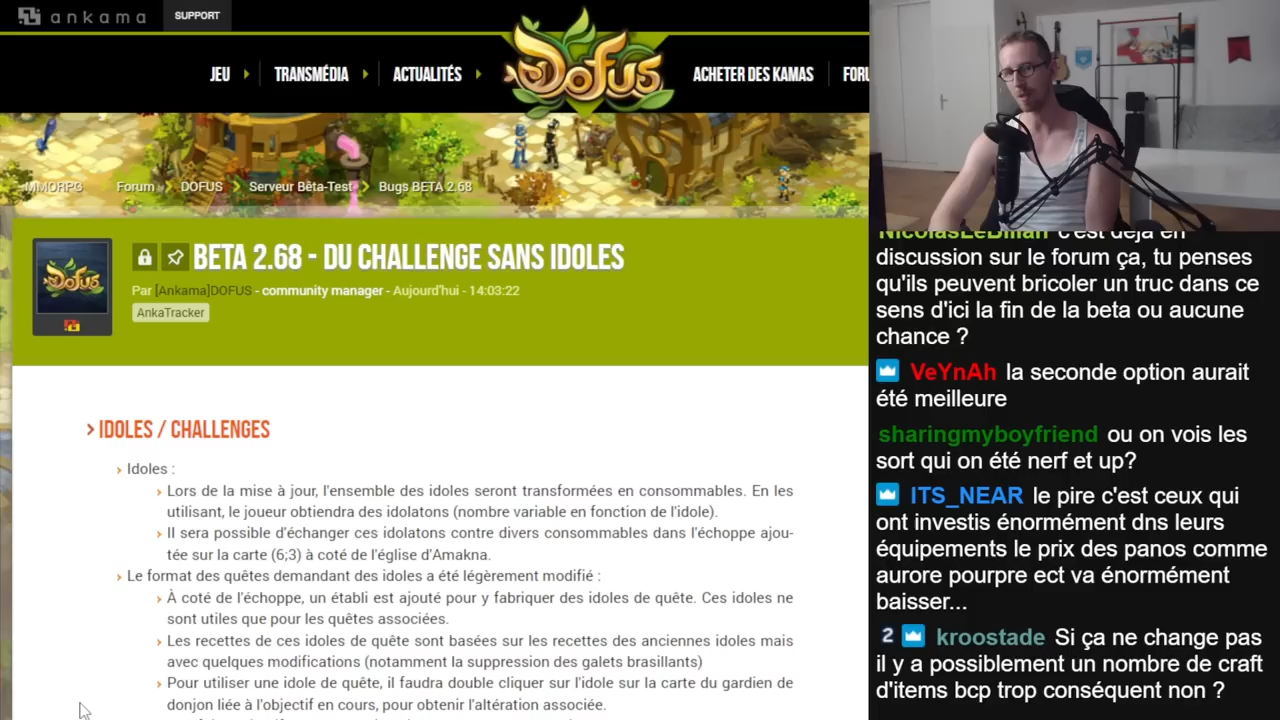 ankama
SUPPORT
JEU
TRANSMÉDIA
ACTUALITÉS
DOFUS
ACHETER DES KAMAS
FORU
MMORPG
Forum
DOFUS
Serveur Bêta-Test
Bugs BETA 2.68
DOFUS
BETA 2.68 - DU CHALLENGE SANS IDOLES
Par [Ankama]DOFUS - community manager - Aujourd'hui - 14:03:22
AnkaTracker
IDOLES / CHALLENGES
Idoles :
Lors de la mise à jour, l'ensemble des idoles seront transformées en consommables. En les
utilisant, le joueur obtiendra des idolatons (nombre variable en fonction de l'idole).
Il sera possible d'échanger ces idolatons contre divers consommables dans l'échoppe ajou-
tée sur la carte (6;3) à coté de l'église d'Amakna.
Le format des quêtes demandant des idoles a été légèrement modifié :
À coté de l'échoppe, un établi est ajouté pour y fabriquer des idoles de quête. Ces idoles ne
sont utiles que pour les quêtes associées.
Les recettes de ces idoles de quête sont basées sur les recettes des anciennes idoles mais
avec quelques modifications (notamment la suppression des galets brasillants)
Pour utiliser une idole de quête, il faudra double cliquer sur l'idole sur la carte du gardien de
donjon liée à l'objectif en cours, pour obtenir l'altération associée.
c'est déjà en
discussion sur le forum ça, tu penses
qu'ils peuvent bricoler un truc dans ce
sens d'ici la fin de la beta ou aucune
chance ?
VeYnAh la seconde option aurait
été meilleure
sharingmyboyfriend ou on vois les
sort qui on été nerf et up?
ITS_NEAR le pire c'est ceux qui
ont investis énormément dns leurs
équipements le prix des panos comme
aurore pourpre ect va énormément
baisser...
2 kroostade Si ça ne change pas
il y a possiblement un nombre de craft
d'items bcp trop conséquent non ?